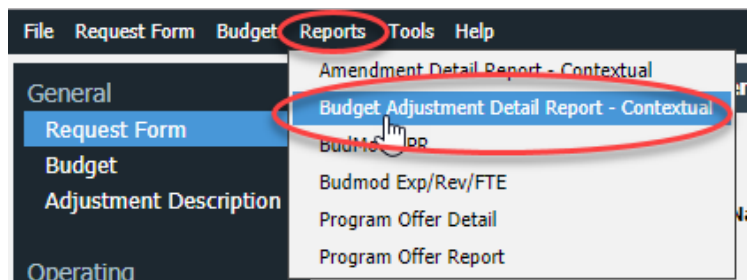 File Request Form Budget Reports Tools Help
General
Request Form
Budget
Adjustment Description
Operating
Amendment Detail Report - Contextual
Budget Adjustment Detail Report - Contextual
Budmod Exp/Rev/FTE
Program Offer Detail
Program Offer Report